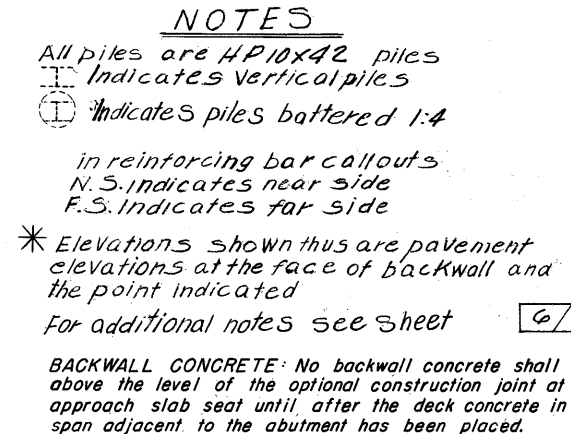 NOTES
All piles are HP10x42 piles
Indicates Vertical piles
Indicates piles battered 1:4
in reinforcing bar callouts
N.S. indicates near side
F.S. Indicates far side
* Elevations shown thus are pavement
elevations at the face of backwall and
the point indicated
For additional notes see sheet 6/
BACKWALL CONCRETE: No backwall concrete shall
above the level of the optional construction joint at
approach slab seat until after the deck concrete in
span adjacent to the abutment has been placed.